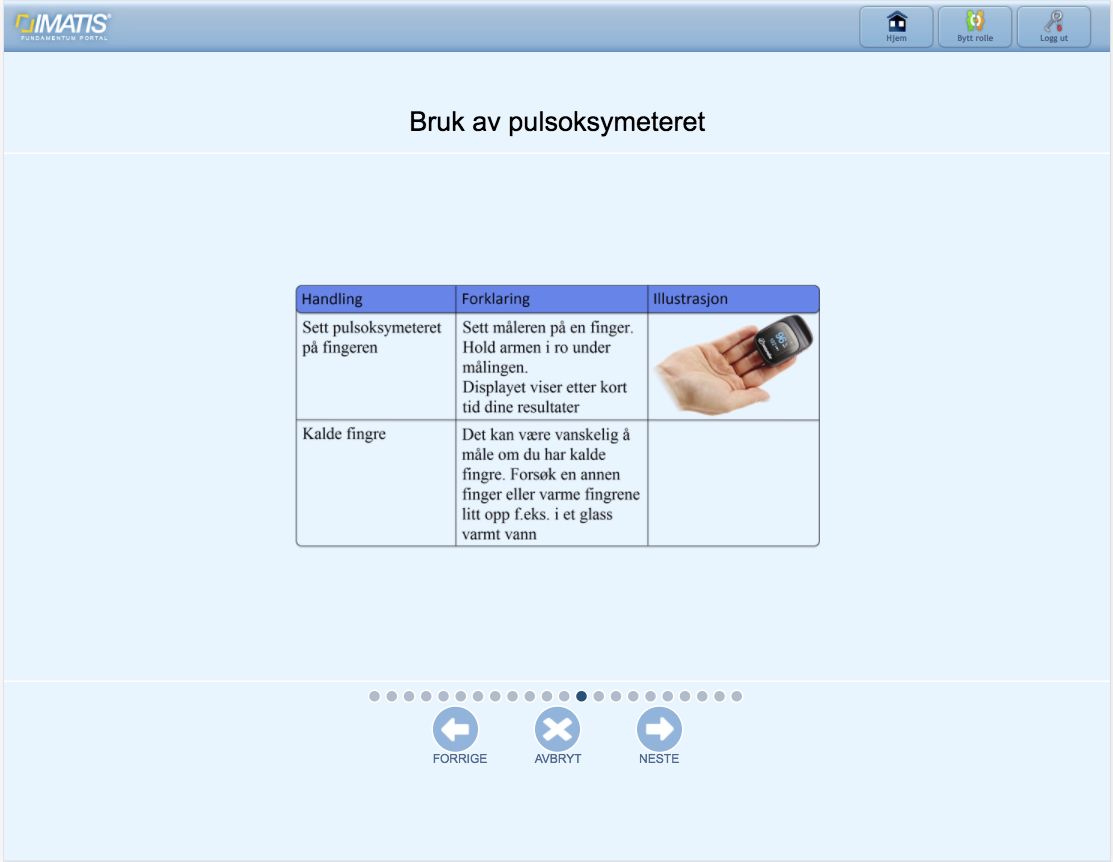 IMATIS®
FUNDAMENTUM PORTAL
Hjem
Bytt rolle
Logg ut
Bruk av pulsoksymeteret
Handling
Forklaring
Illustrasjon
Sett pulsoksymeteret
på fingeren
Sett måleren på en finger.
Hold armen i ro under
målingen.
Displayet viser etter kort
tid dine resultater
Kalde fingre
Det kan være vanskelig å
måle om du har kalde
fingre. Forsøk en annen
finger eller varme fingrene
litt opp f.eks. i et glass
varmt vann
FORRIGE
AVBRYT
NESTE